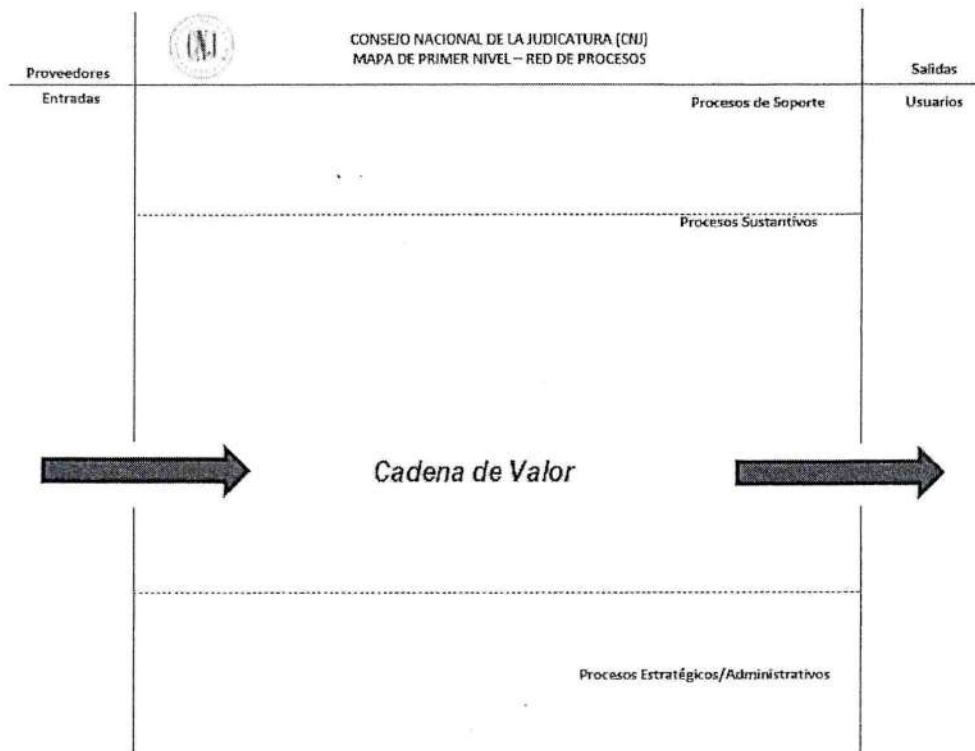 CNJ
CONSEJO NACIONAL DE LA JUDICATURA (CNJ)
MAPA DE PRIMER NIVEL – RED DE PROCESOS
Proveedores
Salidas
Entradas
Procesos de Soporte
Usuarios
Procesos Sustantivos
Cadena de Valor
Procesos Estratégicos/Administrativos